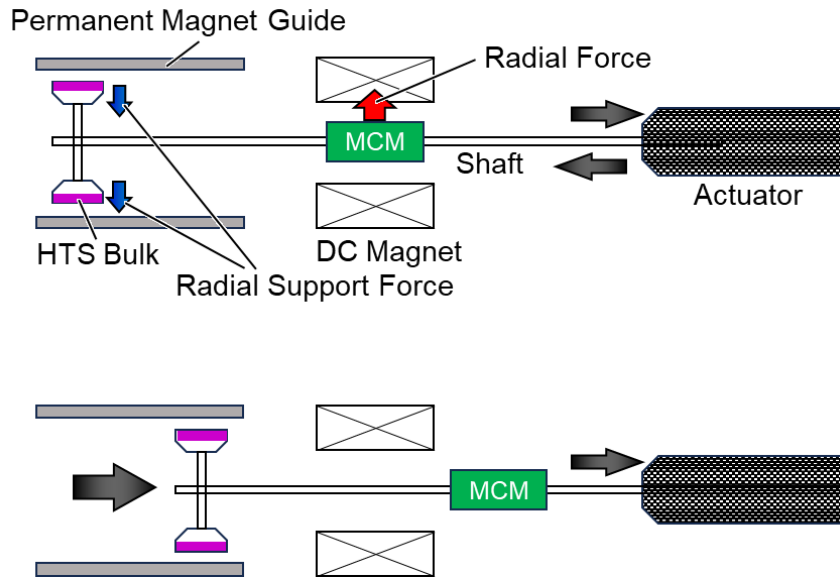 Permanent Magnet Guide
Radial Force
MCM
Shaft
Actuator
HTS Bulk
DC Magnet
Radial Support Force
MCM